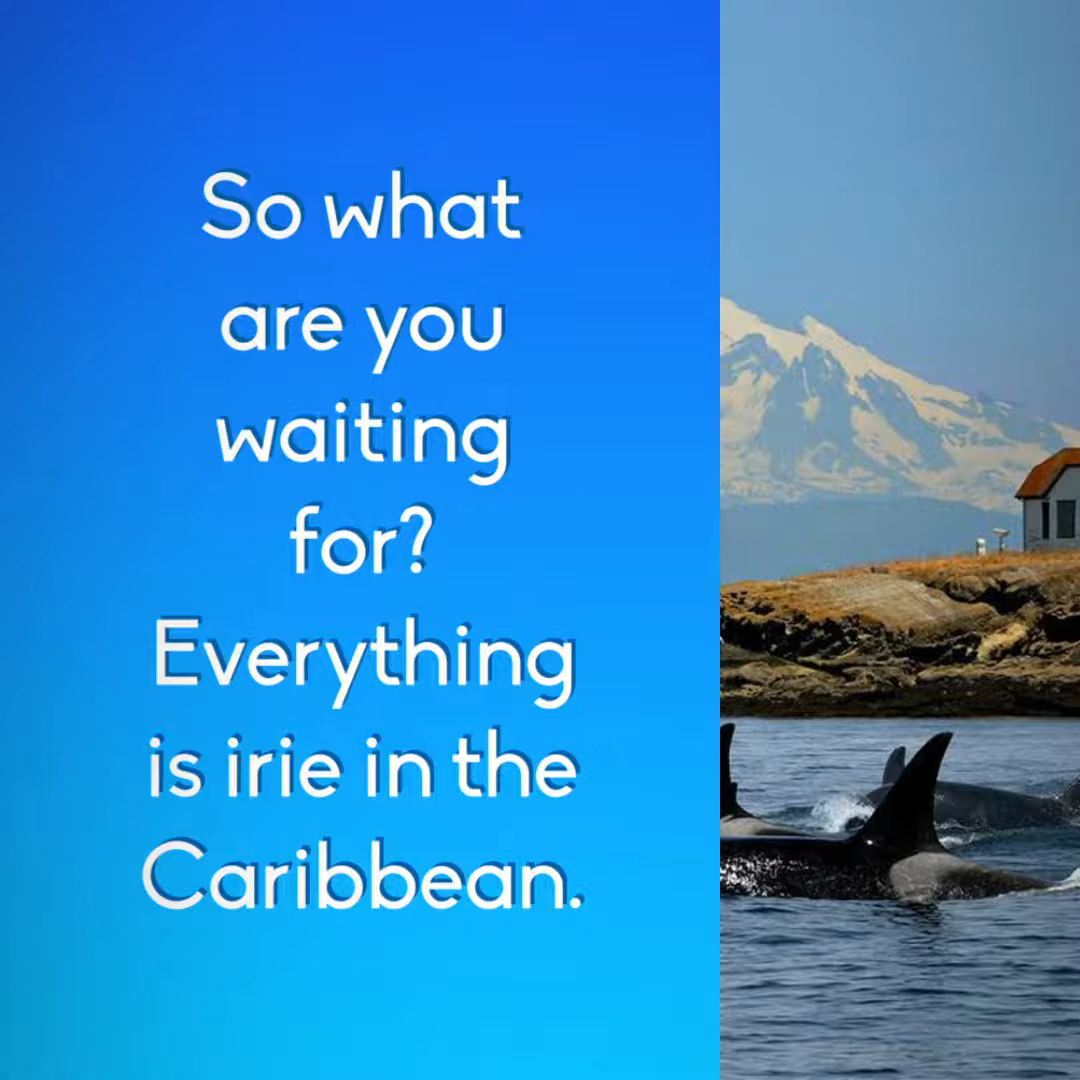 So what
are you
waiting
for?
Everything
is irie in the
Caribbean.